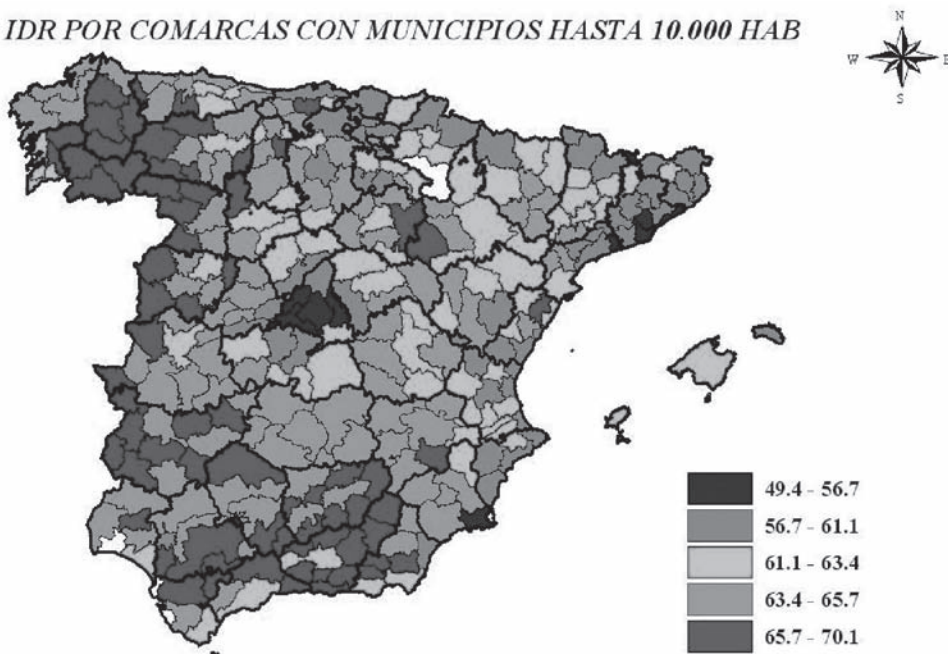 IDR POR COMARCAS CON MUNICIPIOS HASTA 10.000 HAB
N
W E
S
49.4 - 56.7
56.7 - 61.1
61.1 - 63.4
63.4 - 65.7
65.7 - 70.1